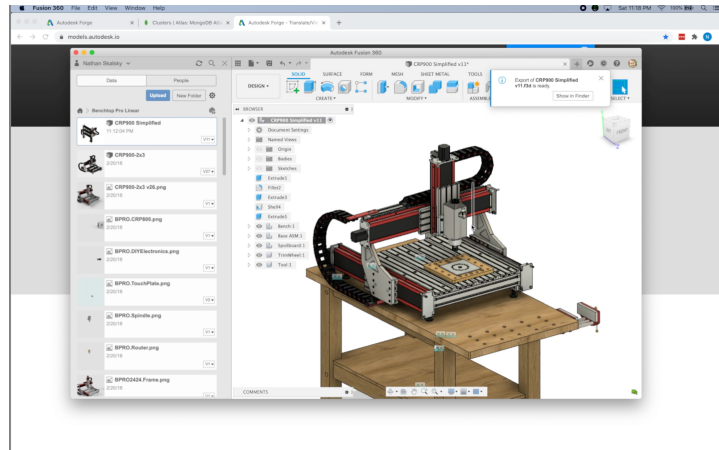 Fusion 360 File Edit View Window Help
Sat 11:18 PM 100%
Autodesk Forge
Clusters | Atlas: MongoDB Atl
Autodesk Forge - Translate/Vie
models.autodesk.io
Autodesk Fusion 360
Nathan Skalsky
CRP900 Simplified v11*
Data People
Upload New Folder
Benchtop Pro Linear
CRP900 Simplified
11:12:04 PM
V11
CRP900-2x3
2/20/18
CRP900-2x3 v26.png
2/20/18
V1
BPRO.CRP800.png
2/20/18
V1
BPRO.DIYElectronics.png
2/20/18
V1
BPRO.TouchPlate.png
2/20/18
BPRO.Spindle.png
2/20/18
V1
BPRO.Router.png
2/20/18
V1
BPRO2424.Frame.png
2/20/18
DESIGN
SOLID SURFACE FORM MESH SHEET METAL TOOLS
CREATE MODIFY ASSEMBL SELECT
Export of CRP900 Simplified
v11.f3d is ready.
Show in Finder
BROWSER
CRP900 Simplified v11
Document Settings
Named Views
Origin
Bodies
Sketches
Extrude1
Fillet2
Extrude3
Shell4
Extrude5
Bench:1
Base ASM:1
Spoilboard:1
TrimWheel:1
Tool:1
COMMENTS